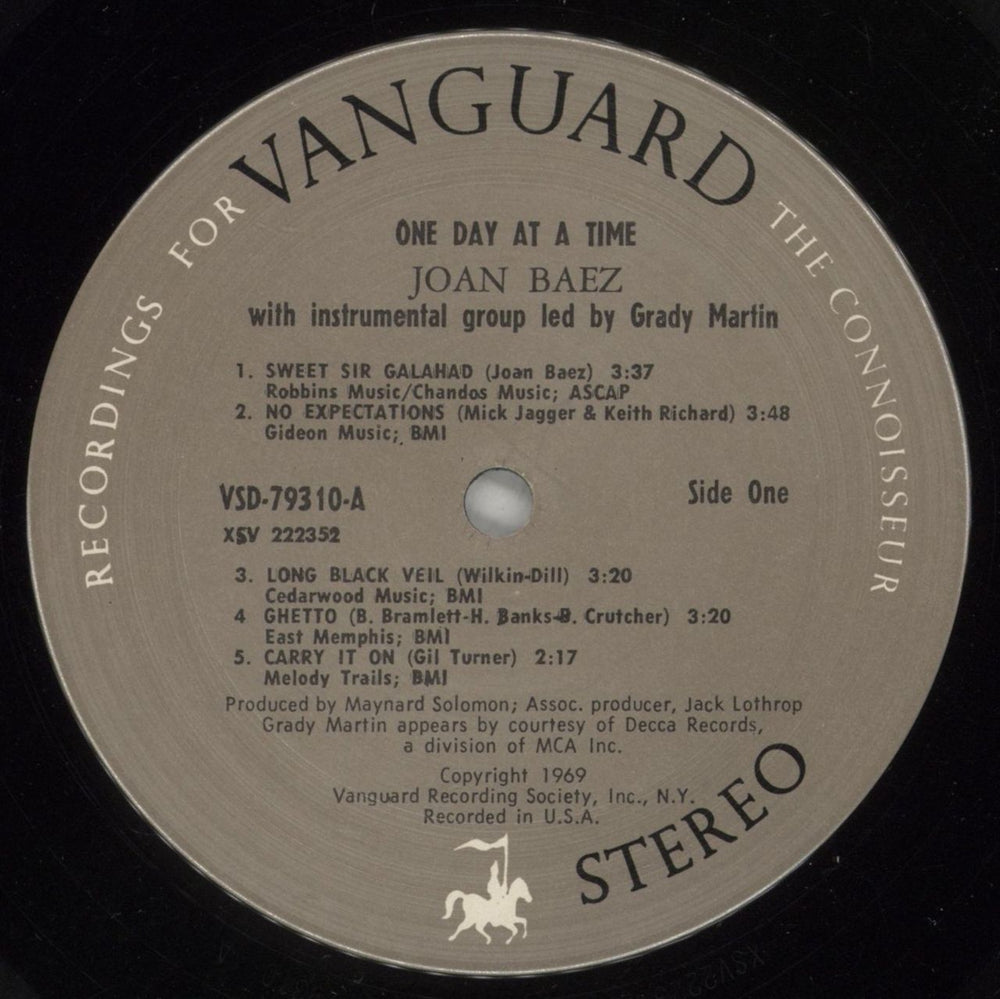 VANGUARD
RECORDINGS FOR THE CONNOISSEUR
ONE DAY AT A TIME
JOAN BAEZ
with instrumental group led by Grady Martin
1. SWEET SIR GALAHAD (Joan Baez) 3:37
Robbins Music/Chandos Music; ASCAP
2. NO EXPECTATIONS (Mick Jagger & Keith Richard) 3:48
Gideon Music; BMI
VSD-79310-A
Side One
XSV 222352
3. LONG BLACK VEIL (Wilkin-Dill) 3:20
Cedarwood Music; BMI
4 GHETTO (B. Bramlett-H. Banks-B. Crutcher) 3:20
East Memphis; BMI
5. CARRY IT ON (Gil Turner) 2:17
Melody Trails; BMI
Produced by Maynard Solomon; Assoc. producer, Jack Lothrop
Grady Martin appears by courtesy of Decca Records,
a division of MCA Inc.
Copyright 1969
Vanguard Recording Society, Inc., N.Y.
Recorded in U.S.A.
STEREO